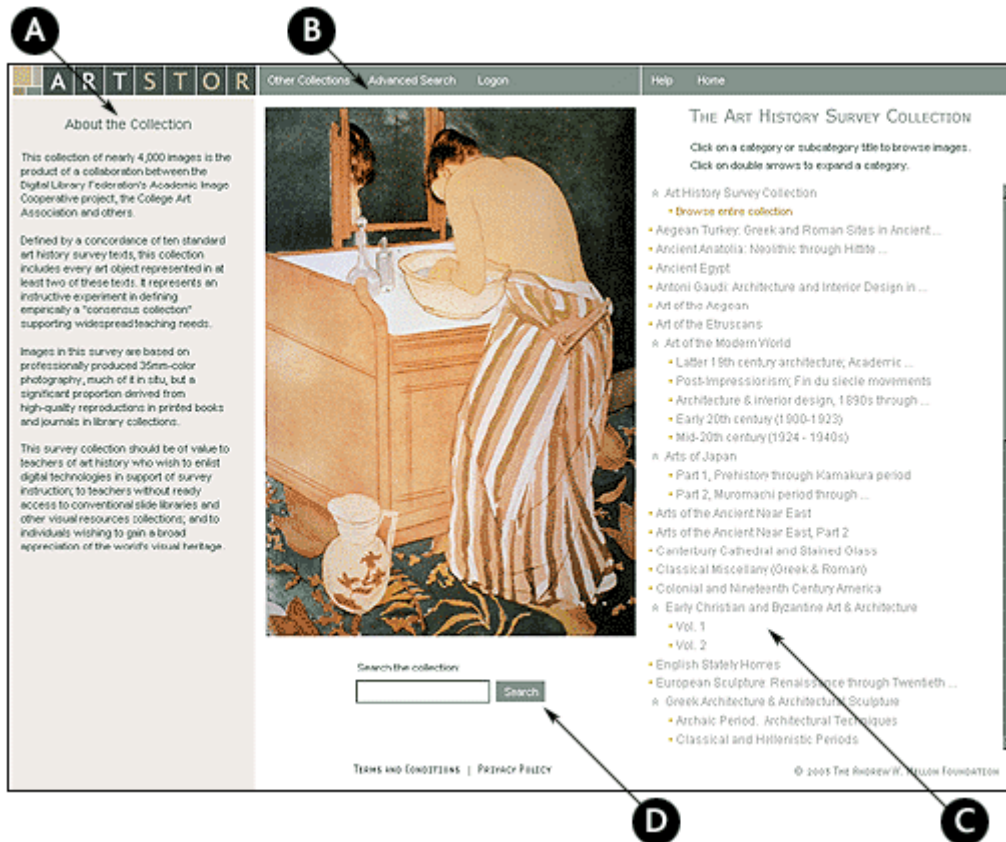 A
B
ARTSTOR
Other Collections Advanced Search Logon Help Home
About the Collection
This collection of nearly 4,000 images is the
product of a collaboration between the
Digital Library Federation's Academic Image
Cooperative project, the College Art
Association and others.
Defined by a concordance of ten standard
art history survey texts, this collection
includes every art object represented in at
least two of these texts. It represents an
instructive experiment in defining
empirically a "consensus collection"
supporting widespread teaching needs.
Images in this survey are based on
professionally produced 35mm-color
photography, much of it in situ, but a
significant proportion derived from
high-quality reproductions in printed books
and journals in library collections.
This survey collection should be of value to
teachers of art history who wish to enlist
digital technologies in support of survey
instruction; to teachers without ready
access to conventional slide libraries and
other visual resources collections; and to
individuals wishing to gain a broad
appreciation of the world's visual heritage.
Search the collection:
Search
The Art History Survey Collection
Click on a category or subcategory title to browse images.
Click on double arrows to expand a category.
Art History Survey Collection
Browse entire collection
Aegean Turkey: Greek and Roman Sites in Ancient ...
Ancient Anatolia: Neolithic through Hittite ...
Ancient Egypt
Antoni Gaudi: Architecture and Interior Design in ...
Art of the Aegean
Art of the Etruscans
Art of the Modern World
Latter 19th century architecture; Academic ...
Post-Impressionism; Fin du siecle movements
Architecture & interior design, 1890s through ...
Early 20th century (1900-1923)
Mid-20th century (1924 - 1940s)
Arts of Japan
Part 1, Prehistory through Kamakura period
Part 2, Muromachi period through ...
Arts of the Ancient Near East
Arts of the Ancient Near East, Part 2
Canterbury Cathedral and Stained Glass
Classical Miscellany (Greek & Roman)
Colonial and Nineteenth Century America
Early Christian and Byzantine Art & Architecture
Vol. 1
Vol. 2
English Stately Homes
European Sculpture: Renaissance through Twentieth ...
Greek Architecture & Architectural Sculpture
Archaic Period. Architectural Techniques
Classical and Hellenistic Periods
Terms and Conditions | Privacy Policy
© 2003 The Andrew W. Mellon Foundation
D
C